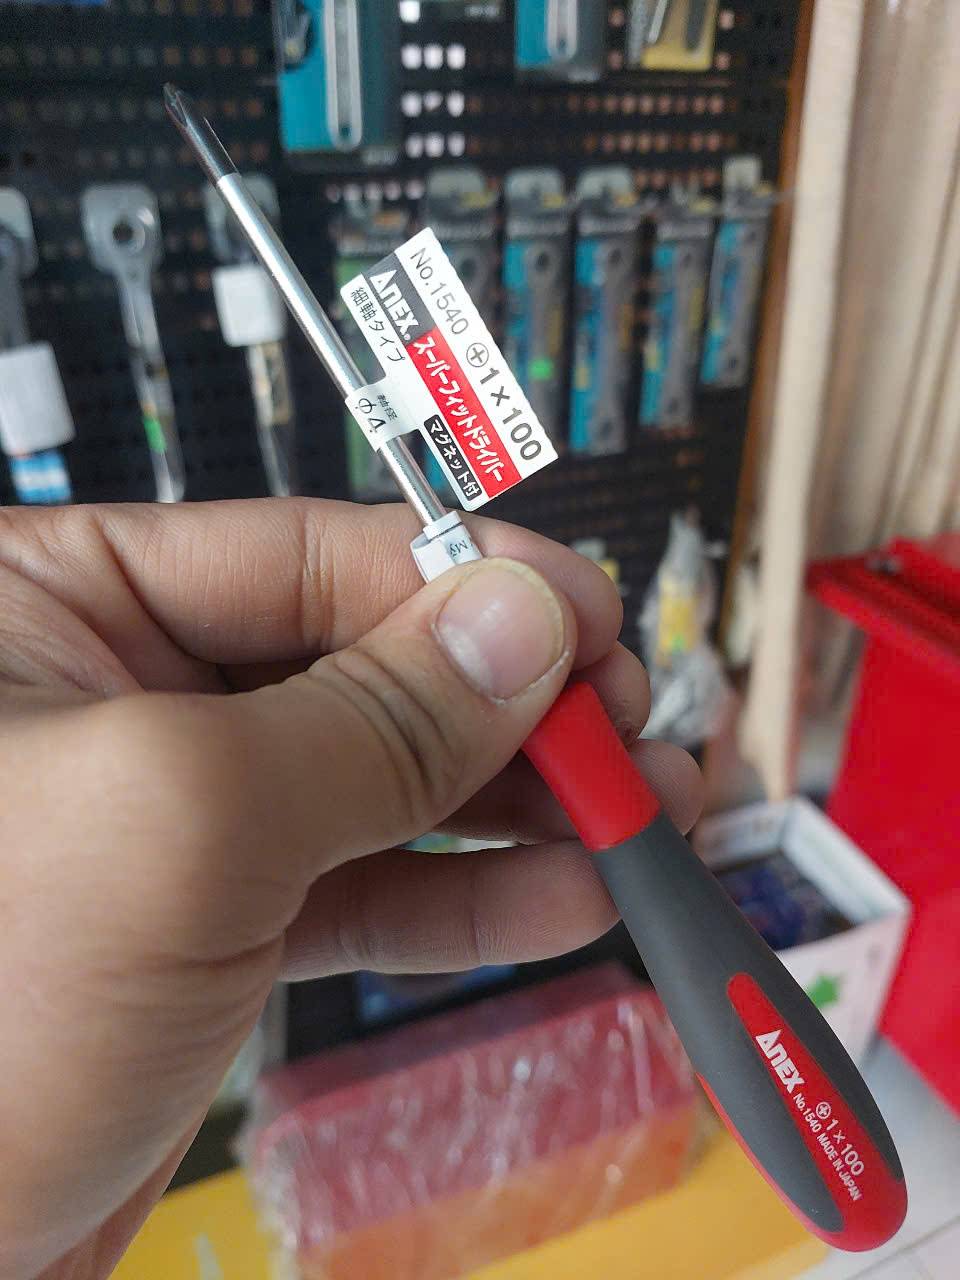 No.1540 ⊕1×100
ANEX®
スーパーフィットドライバー
細軸タイプ
マグネット付
軸径
φ4
My
ANEX
⊕1×100
No.1540 MADE IN JAPAN